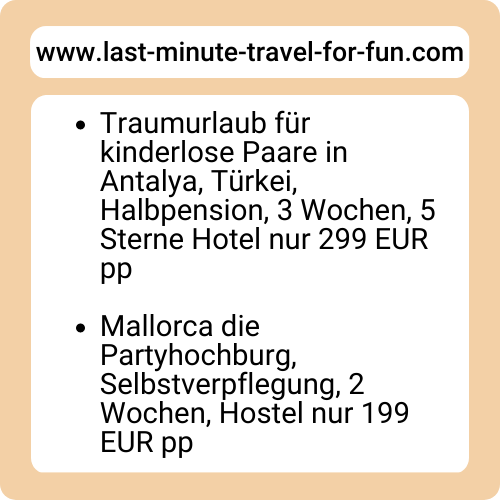 www.last-minute-travel-for-fun.com
• Traumurlaub für
kinderlose Paare in
Antalya, Türkei,
Halbpension, 3 Wochen, 5
Sterne Hotel nur 299 EUR
pp
• Mallorca die
Partyhochburg,
Selbstverpflegung, 2
Wochen, Hostel nur 199
EUR pp